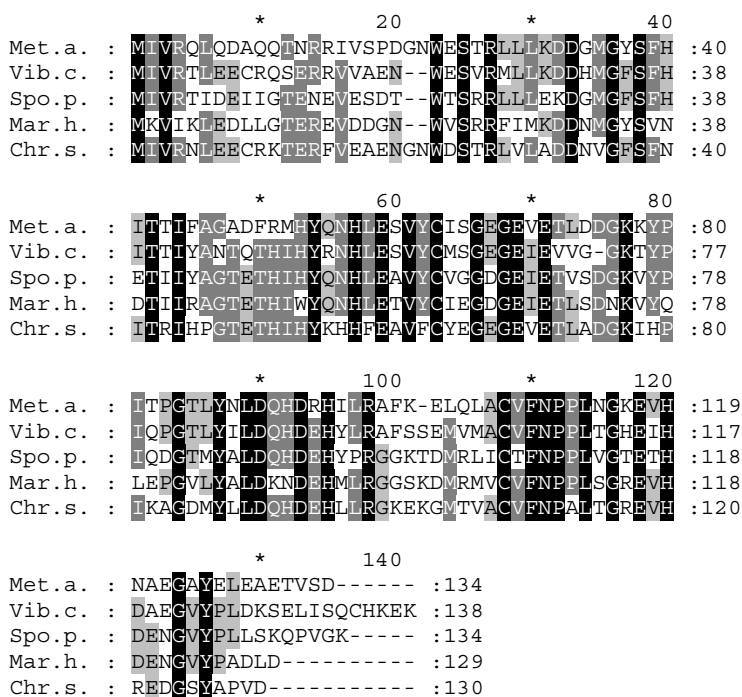 * 20 * 40
Met.a. : MIVRQLQDAQQTNRRIVSPDGNWESTRLLLKDDGMGYSFH :40
Vib.c. : MIVRTLEECRQSERRVVAEN--WESVRMLLKDDHMGYSFH :38
Spo.p. : MIVRTIDEIIGTENEVESDT--WTSRRLLLEKDGMGFSFH :38
Mar.h. : MKVIKLEDLLGTEREVDDGN--WVSRRFIMKDDNMGYSVN :38
Chr.s. : MIVRNLEECRKTERFVEAENGNWDSTRLVLADDNVGFSFN :40
* 60 * 80
Met.a. : ITTIFAGADFRMHYQNHLESVYCISGEGEVETLDDGKKYP :80
Vib.c. : ITTIYANTQTHIHYRNHLESVYCMSGEGEIEVVG-GKTYP :77
Spo.p. : ETIIYAGTETHIHYQNHLEAVYCVGGDGEIETVSDGKVYP :78
Mar.h. : DTIIRAGTETHIWYQNHLETVYCIEGDGEIETLSDNKVYQ :78
Chr.s. : ITRIHPGTETHIHYKHHFEAVFCYEGEGEVETLADGKIHP :80
* 100 * 120
Met.a. : ITPGTLYNLDQHDRHILRAFK-ELQLACVFNPPLNGKEVH :119
Vib.c. : IQPGTLYILDQHDEHYLRAFSSEMVMACVFNPPLTGHEIH :117
Spo.p. : IQDGTMYALDQHDEHYPRGGKTDMRLICTFNPPLVGTETH :118
Mar.h. : LEPGVLYALDKNDEHMLRGGSKDMRMVCVFNPPLSGREVH :118
Chr.s. : IKAGDMYLLDQHDEHLLRGKEKGMTVACVFNPALTGREVH :120
* 140
Met.a. : NAEGAYELEAETVSD------ :134
Vib.c. : DAEGVYPLDKSELISQCHKEK :138
Spo.p. : DENGVYPLLSKQPVGK----- :134
Mar.h. : DENGVYPADLD---------- :129
Chr.s. : REDGSYAPVD----------- :130